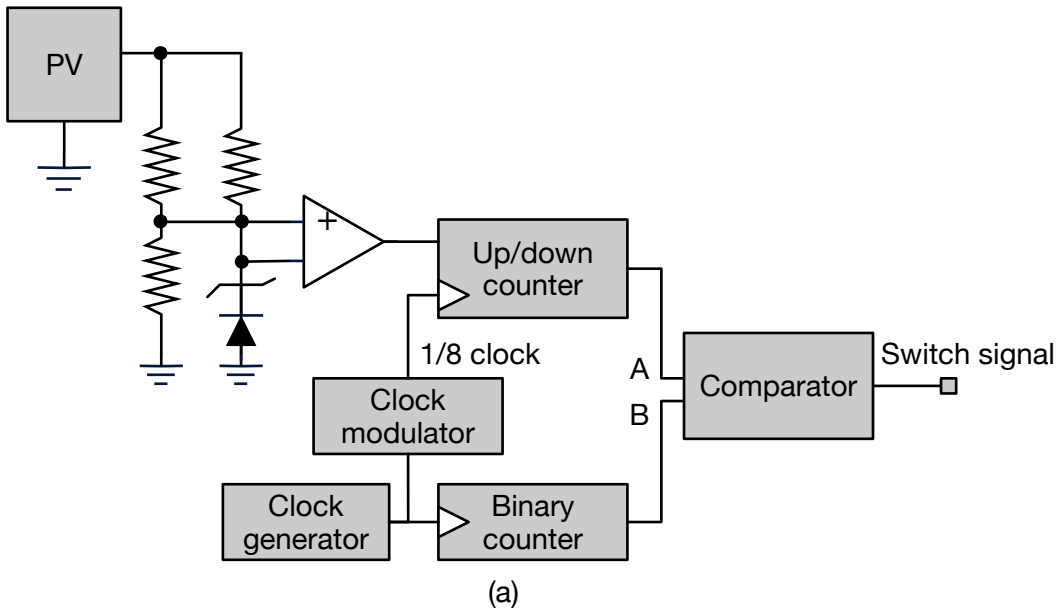 PV
+
Up/down
counter
1/8 clock
Switch signal
A
Comparator
B
Clock
modulator
Clock
generator
Binary
counter
(a)